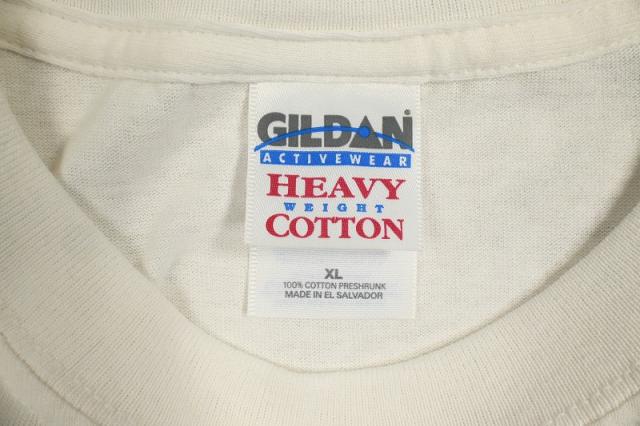 GILDAN
ACTIVEWEAR
HEAVY
WEIGHT
COTTON
XL
100% COTTON PRESHRUNK
MADE IN EL SALVADOR